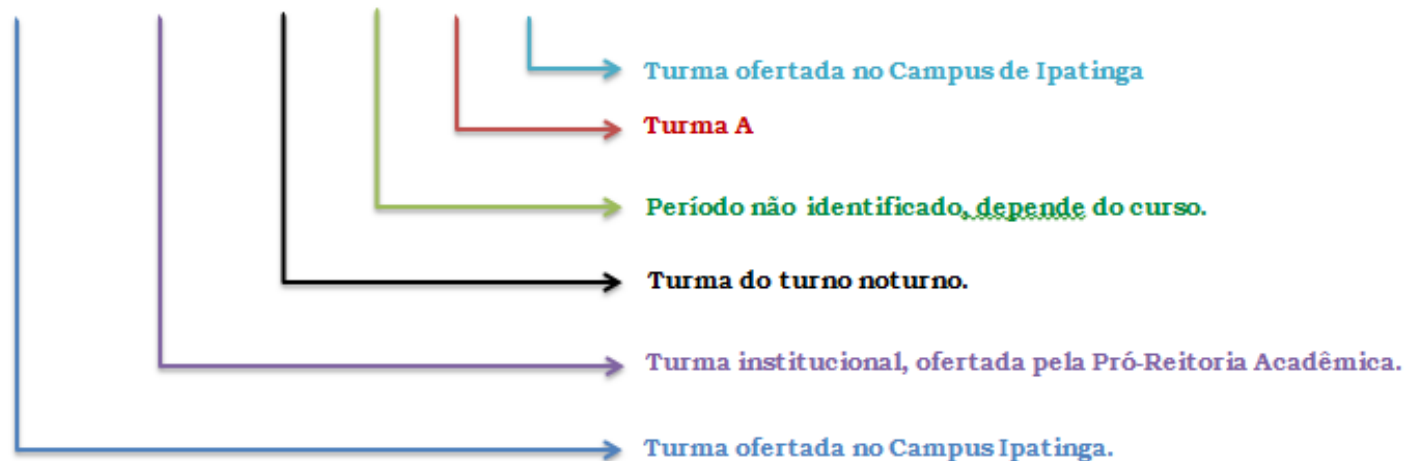 Turma ofertada no Campus de Ipatinga
Turma A
Período não identificado, depende do curso.
Turma do turno noturno.
Turma institucional, ofertada pela Pró-Reitoria Acadêmica.
Turma ofertada no Campus Ipatinga.